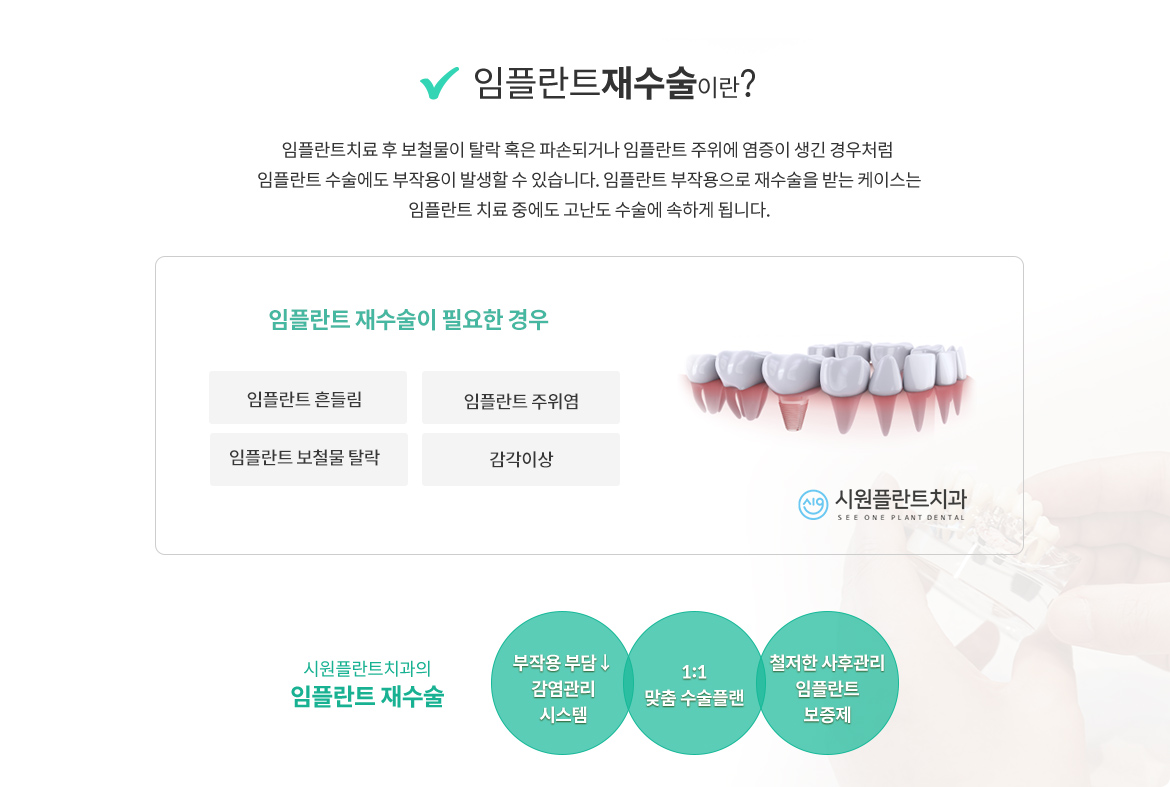 임플란트재수술이란?
임플란트치료 후 보철물이 탈락 혹은 파손되거나 임플란트 주위에 염증이 생긴 경우처럼
임플란트 수술에도 부작용이 발생할 수 있습니다. 임플란트 부작용으로 재수술을 받는 케이스는
임플란트 치료 중에도 고난도 수술에 속하게 됩니다.
임플란트 재수술이 필요한 경우
임플란트 흔들림
임플란트 주위염
임플란트 보철물 탈락
감각이상
시원플란트치과
SEE ONE PLANT DENTAL
시원플란트치과의
임플란트 재수술
부작용 부담↓
감염관리
시스템
1:1
맞춤 수술플랜
철저한 사후관리
임플란트
보증제